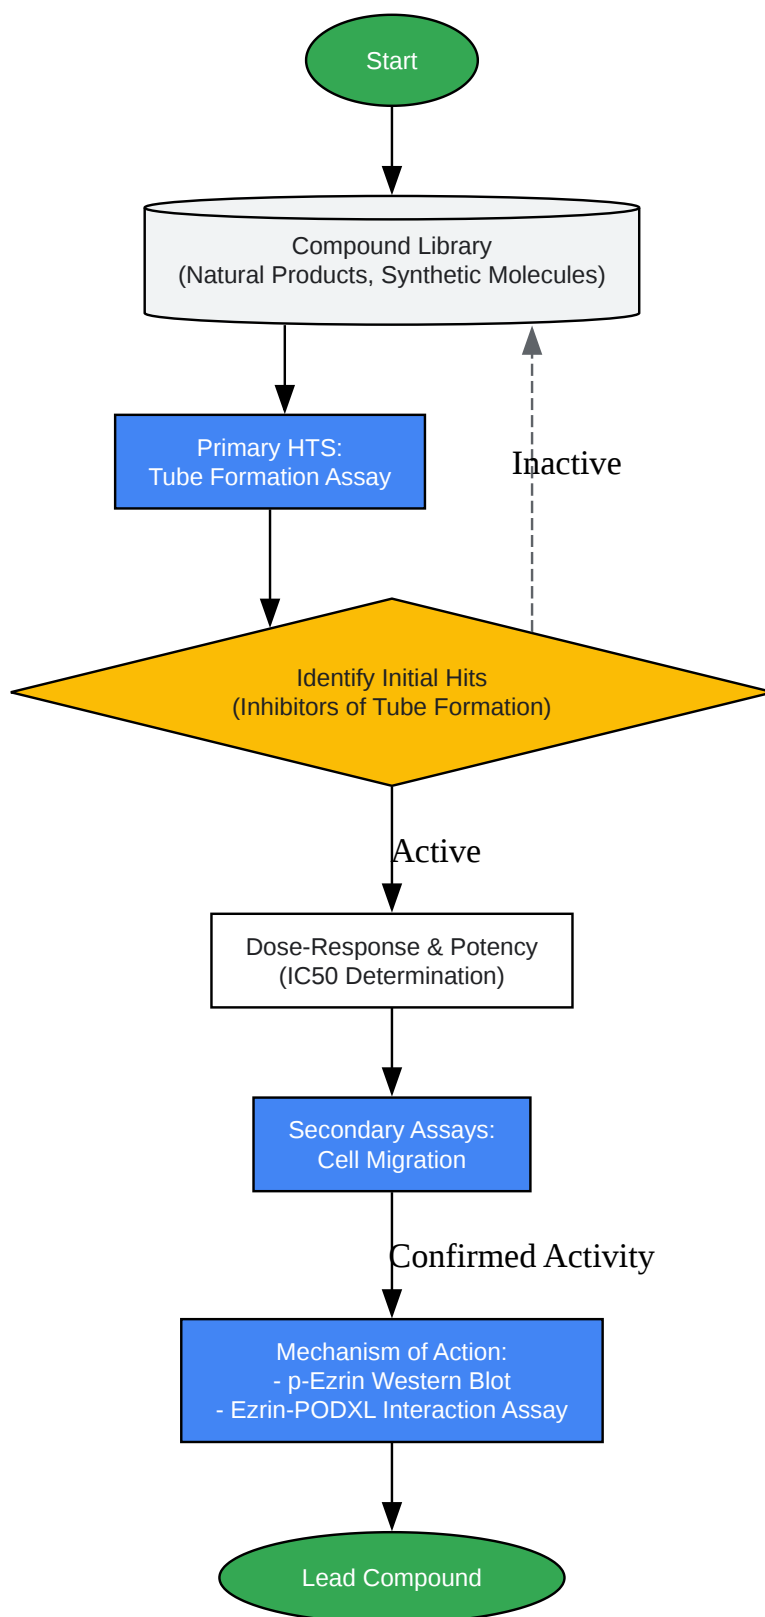 Start
Compound Library
(Natural Products, Synthetic Molecules)
Primary HTS:
Tube Formation Assay
Inactive
Identify Initial Hits
(Inhibitors of Tube Formation)
Active
Dose-Response & Potency
(IC50 Determination)
Secondary Assays:
Cell Migration
Confirmed Activity
Mechanism of Action:
- p-Ezrin Western Blot
- Ezrin-PODXL Interaction Assay
Lead Compound